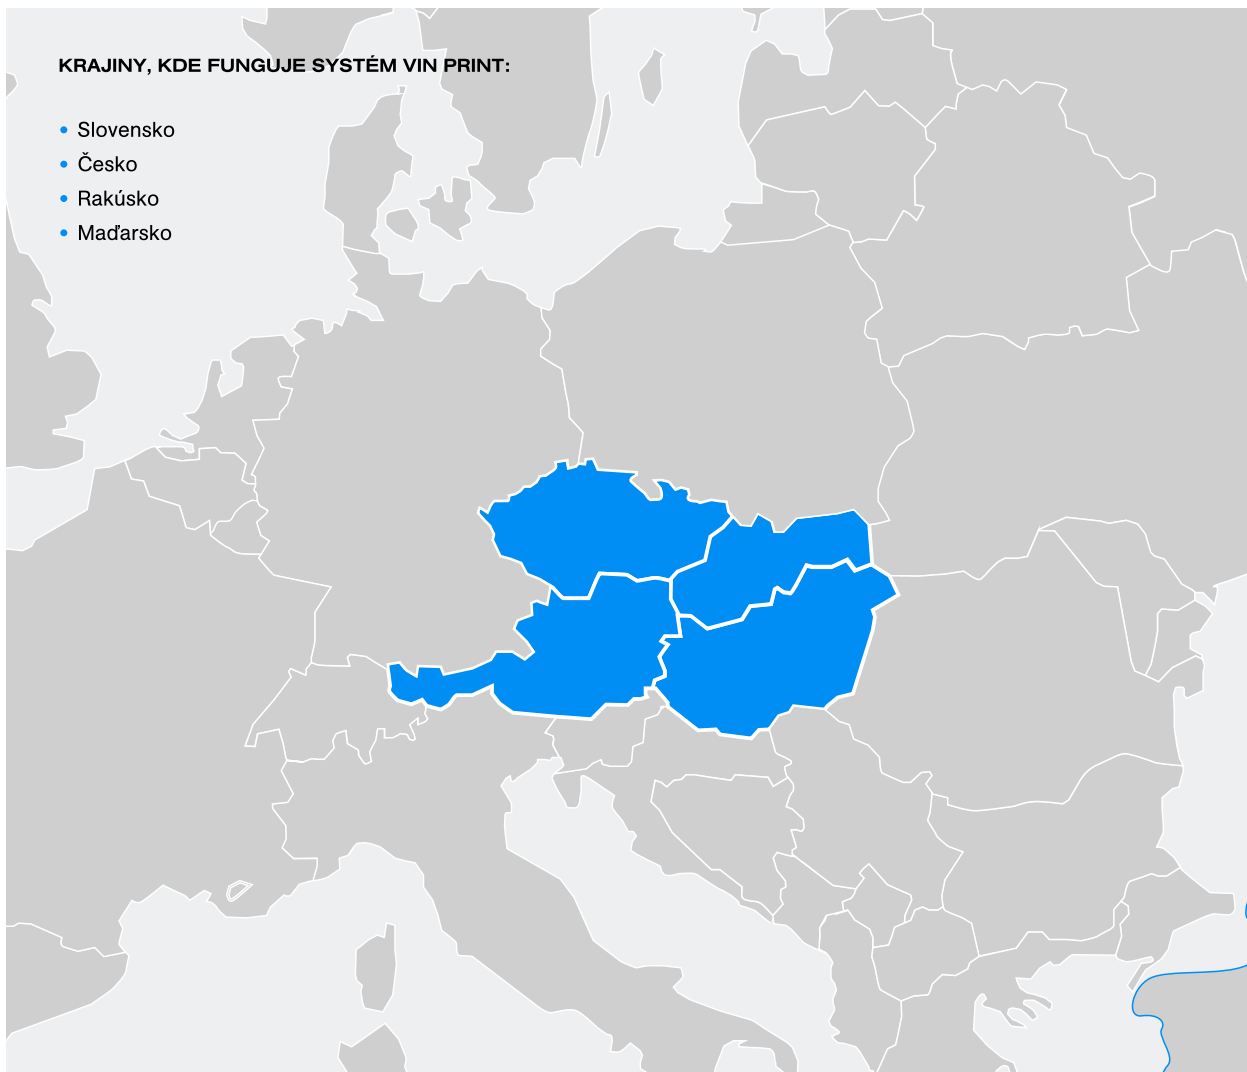 KRAJINY, KDE FUNGUJE SYSTÉM VIN PRINT:
• Slovensko
• Česko
• Rakúsko
• Maďarsko